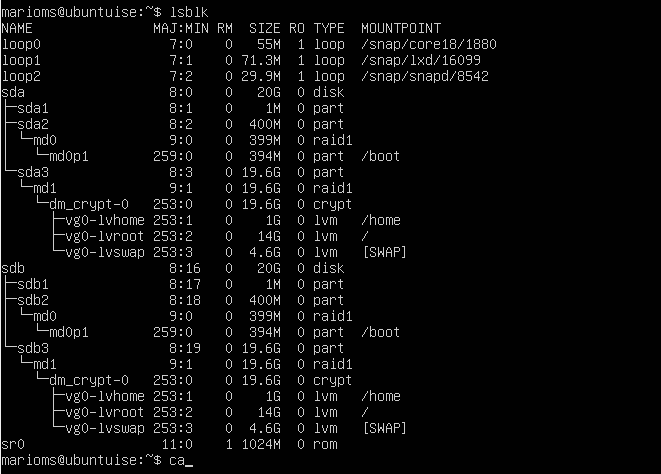 marioms@ubuntuise:~$ lsblk
NAME                MAJ:MIN RM  SIZE RO TYPE  MOUNTPOINT
loop0                 7:0    0   55M  1 loop  /snap/core18/1880
loop1                 7:1    0 71.3M  1 loop  /snap/lxd/16099
loop2                 7:2    0 29.9M  1 loop  /snap/snapd/8542
sda                   8:0    0   20G  0 disk
├─sda1                8:1    0    1M  0 part
├─sda2                8:2    0  400M  0 part
│ └─md0               9:0    0  399M  0 raid1
│   └─md0p1         259:0    0  394M  0 part  /boot
└─sda3                8:3    0 19.6G  0 part
  └─md1               9:1    0 19.6G  0 raid1
    └─dm_crypt-0    253:0    0 19.6G  0 crypt
      ├─vg0-lvhome  253:1    0    1G  0 lvm   /home
      ├─vg0-lvroot  253:2    0   14G  0 lvm   /
      └─vg0-lvswap  253:3    0  4.6G  0 lvm   [SWAP]
sdb                   8:16   0   20G  0 disk
├─sdb1                8:17   0    1M  0 part
├─sdb2                8:18   0  400M  0 part
│ └─md0               9:0    0  399M  0 raid1
│   └─md0p1         259:0    0  394M  0 part  /boot
└─sdb3                8:19   0 19.6G  0 part
  └─md1               9:1    0 19.6G  0 raid1
    └─dm_crypt-0    253:0    0 19.6G  0 crypt
      ├─vg0-lvhome  253:1    0    1G  0 lvm   /home
      ├─vg0-lvroot  253:2    0   14G  0 lvm   /
      └─vg0-lvswap  253:3    0  4.6G  0 lvm   [SWAP]
sr0                  11:0    1 1024M  0 rom
marioms@ubuntuise:~$ ca_